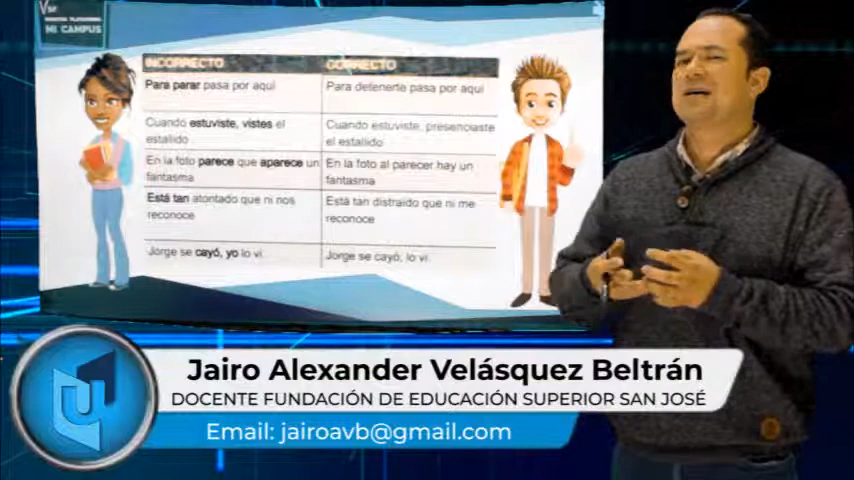 MI CAMPUS
INCORRECTO CORRECTO
Para parar pasa por aquí Para detenerte pasa por aquí
Cuando estuviste, vistes el Cuando estuviste, presenciaste
estallido el estallido
En la foto parece que aparece un En la foto al parecer hay un
fantasma fantasma
Está tan atontado que ni nos Está tan distraído que ni me
reconoce reconoce
Jorge se cayó, yo lo vi. Jorge se cayó; lo vi.
Jairo Alexander Velásquez Beltrán
DOCENTE FUNDACIÓN DE EDUCACIÓN SUPERIOR SAN JOSÉ
Email: jairoavb@gmail.com